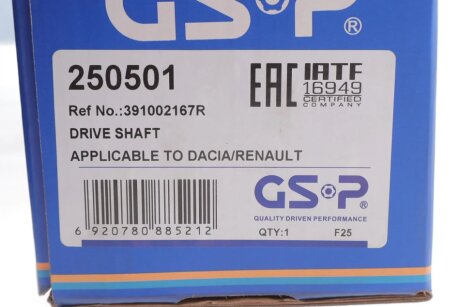 GSP®
250501
EAC IATF
16949
CERTIFIED
COMPANY
Ref No.:391002167R
DRIVE SHAFT
APPLICABLE TO DACIA/RENAULT
GSP®
QUALITY DRIVEN PERFORMANCE
6 920780 885212
QTY:1 F25